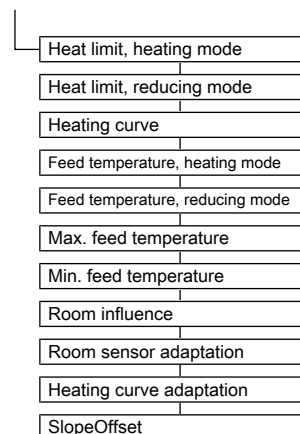 Heat limit, heating mode
Heat limit, reducing mode
Heating curve
Feed temperature, heating mode
Feed temperature, reducing mode
Max. feed temperature
Min. feed temperature
Room influence
Room sensor adaptation
Heating curve adaptation
SlopeOffset